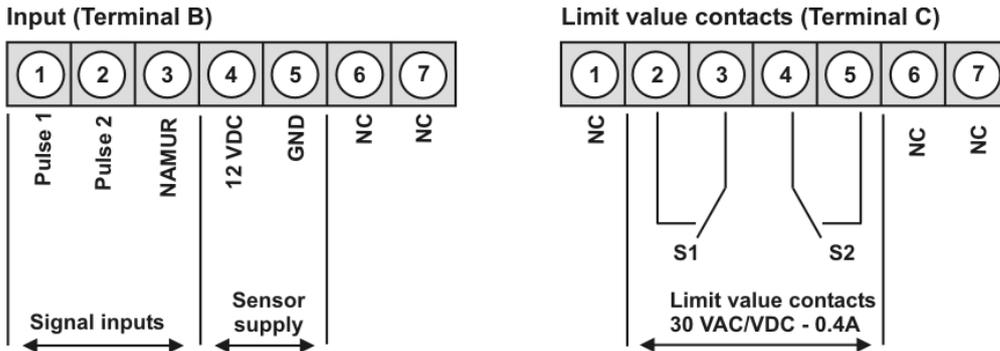 Input (Terminal B)
1 2 3 4 5 6 7
Pulse 1
Pulse 2
NAMUR
12 VDC
GND
NC
NC
Signal inputs
Sensor
supply
Limit value contacts (Terminal C)
1 2 3 4 5 6 7
NC
NC
NC
S1
S2
Limit value contacts
30 VAC/VDC - 0.4A